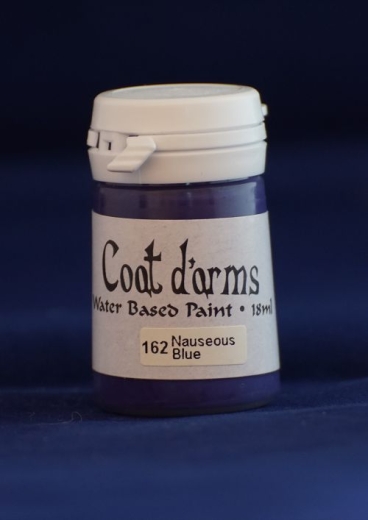 Coat d'arms
Water Based Paint • 18ml
162 Nauseous
Blue